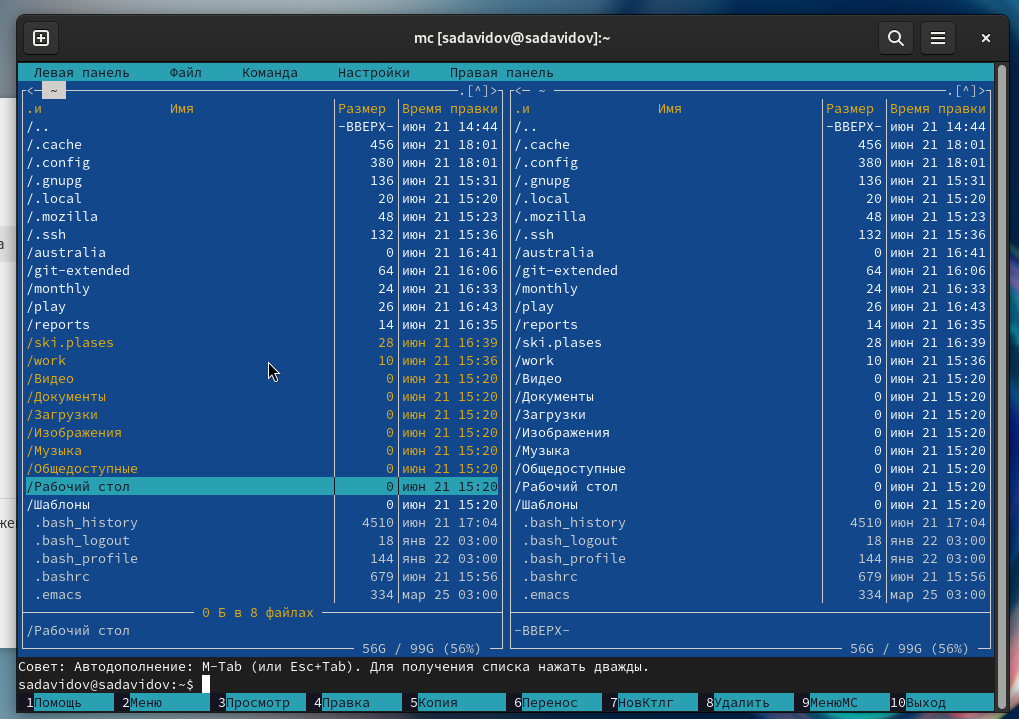 mc [sadavidov@sadavidov]:~
Левая панель Файл Команда Настройки Правая панель
<─ ~ .[^]> <─ ~ .[^]>
.и Имя Размер Время правки .и Имя Размер Время правки
/.. -ВВЕРХ- июн 21 14:44 /.. -ВВЕРХ- июн 21 14:44
/.cache 456 июн 21 18:01 /.cache 456 июн 21 18:01
/.config 380 июн 21 18:01 /.config 380 июн 21 18:01
/.gnupg 136 июн 21 15:31 /.gnupg 136 июн 21 15:31
/.local 20 июн 21 15:20 /.local 20 июн 21 15:20
/.mozilla 48 июн 21 15:23 /.mozilla 48 июн 21 15:23
/.ssh 132 июн 21 15:36 /.ssh 132 июн 21 15:36
/australia 0 июн 21 16:41 /australia 0 июн 21 16:41
/git-extended 64 июн 21 16:06 /git-extended 64 июн 21 16:06
/monthly 24 июн 21 16:33 /monthly 24 июн 21 16:33
/play 26 июн 21 16:43 /play 26 июн 21 16:43
/reports 14 июн 21 16:35 /reports 14 июн 21 16:35
/ski.plases 28 июн 21 16:39 /ski.plases 28 июн 21 16:39
/work 10 июн 21 15:36 /work 10 июн 21 15:36
/Видео 0 июн 21 15:20 /Видео 0 июн 21 15:20
/Документы 0 июн 21 15:20 /Документы 0 июн 21 15:20
/Загрузки 0 июн 21 15:20 /Загрузки 0 июн 21 15:20
/Изображения 0 июн 21 15:20 /Изображения 0 июн 21 15:20
/Музыка 0 июн 21 15:20 /Музыка 0 июн 21 15:20
/Общедоступные 0 июн 21 15:20 /Общедоступные 0 июн 21 15:20
/Рабочий стол 0 июн 21 15:20 /Рабочий стол 0 июн 21 15:20
/Шаблоны 0 июн 21 15:20 /Шаблоны 0 июн 21 15:20
.bash_history 4510 июн 21 17:04 .bash_history 4510 июн 21 17:04
.bash_logout 18 янв 22 03:00 .bash_logout 18 янв 22 03:00
.bash_profile 144 янв 22 03:00 .bash_profile 144 янв 22 03:00
.bashrc 679 июн 21 15:56 .bashrc 679 июн 21 15:56
.emacs 334 мар 25 03:00 .emacs 334 мар 25 03:00
0 Б в 8 файлах
/Рабочий стол -ВВЕРХ-
56G / 99G (56%) 56G / 99G (56%)
Совет: Автодополнение: M-Tab (или Esc+Tab). Для получения списка нажать дважды.
sadavidov@sadavidov:~$
1Помощь 2Меню 3Просмотр 4Правка 5Копия 6Перенос 7НовКтлг 8Удалить 9МенюМС 10Выход